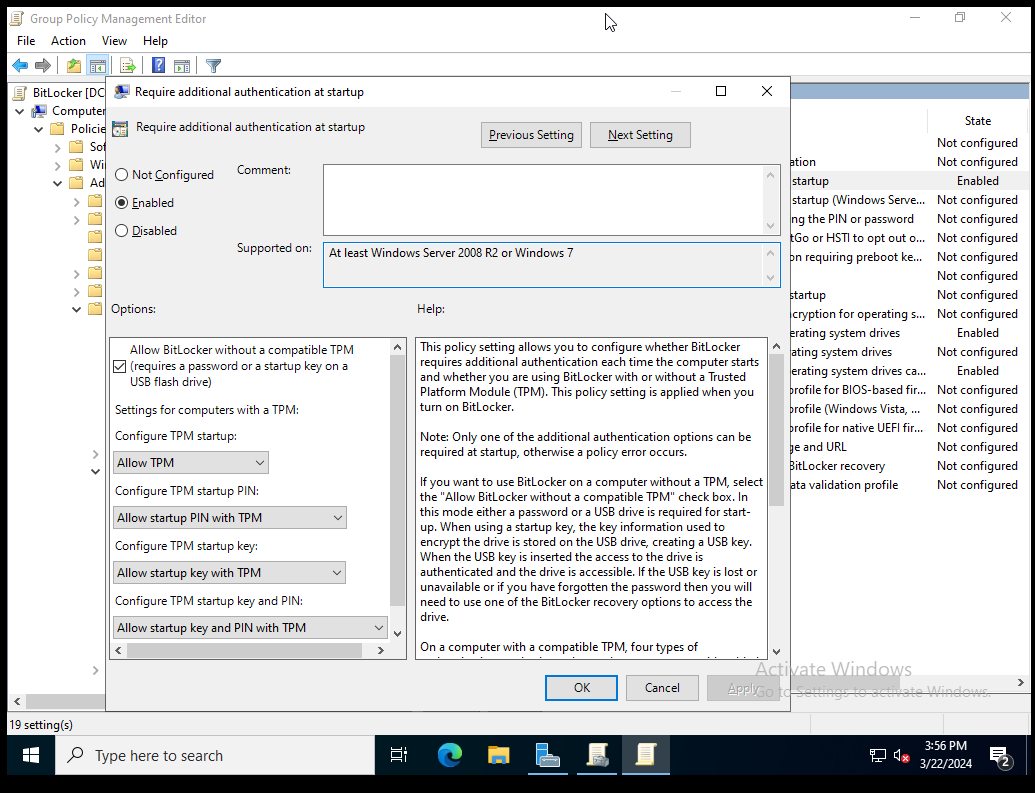 Group Policy Management Editor
File Action View Help
BitLocker [DC
Computer
Policie
Sof
Wi
Ad
Require additional authentication at startup
Require additional authentication at startup
Previous Setting
Next Setting
Not Configured
Enabled
Disabled
Comment:
Supported on:
At least Windows Server 2008 R2 or Windows 7
Options:
Help:
Allow BitLocker without a compatible TPM
(requires a password or a startup key on a
USB flash drive)
Settings for computers with a TPM:
Configure TPM startup:
Allow TPM
Configure TPM startup PIN:
Allow startup PIN with TPM
Configure TPM startup key:
Allow startup key with TPM
Configure TPM startup key and PIN:
Allow startup key and PIN with TPM
This policy setting allows you to configure whether BitLocker
requires additional authentication each time the computer starts
and whether you are using BitLocker with or without a Trusted
Platform Module (TPM). This policy setting is applied when you
turn on BitLocker.
Note: Only one of the additional authentication options can be
required at startup, otherwise a policy error occurs.
If you want to use BitLocker on a computer without a TPM, select
the "Allow BitLocker without a compatible TPM" check box. In
this mode either a password or a USB drive is required for start-
up. When using a startup key, the key information used to
encrypt the drive is stored on the USB drive, creating a USB key.
When the USB key is inserted the access to the drive is
authenticated and the drive is accessible. If the USB key is lost or
unavailable or if you have forgotten the password then you will
need to use one of the BitLocker recovery options to access the
drive.
On a computer with a compatible TPM, four types of
OK
Cancel
Apply
State
Not configured
ation Not configured
startup Enabled
startup (Windows Serve... Not configured
ng the PIN or password Not configured
tGo or HSTI to opt out o... Not configured
on requiring preboot ke... Not configured
Not configured
startup Not configured
cryption for operating s... Not configured
erating system drives Enabled
ating system drives Not configured
erating system drives ca... Enabled
profile for BIOS-based fir... Not configured
profile (Windows Vista, ... Not configured
profile for native UEFI fir... Not configured
ge and URL Not configured
BitLocker recovery Not configured
ata validation profile Not configured
Activate Windows
Go to Settings to activate Windows.
19 setting(s)
Type here to search
3:56 PM
3/22/2024
2